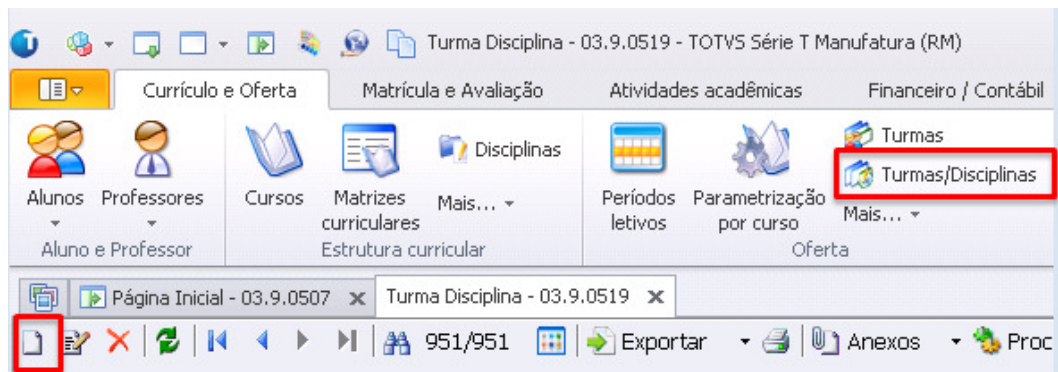 Turma Disciplina - 03.9.0519 - TOTVS Série T Manufatura (RM)
Currículo e Oferta Matrícula e Avaliação Atividades acadêmicas Financeiro / Contábil
Alunos Professores Cursos Matrizes curriculares Disciplinas Mais... Períodos letivos Parametrização por curso Turmas Turmas/Disciplinas Mais...
Aluno e Professor Estrutura curricular Oferta
Página Inicial - 03.9.0507 x Turma Disciplina - 03.9.0519 x
951/951 Exportar Anexos Proc